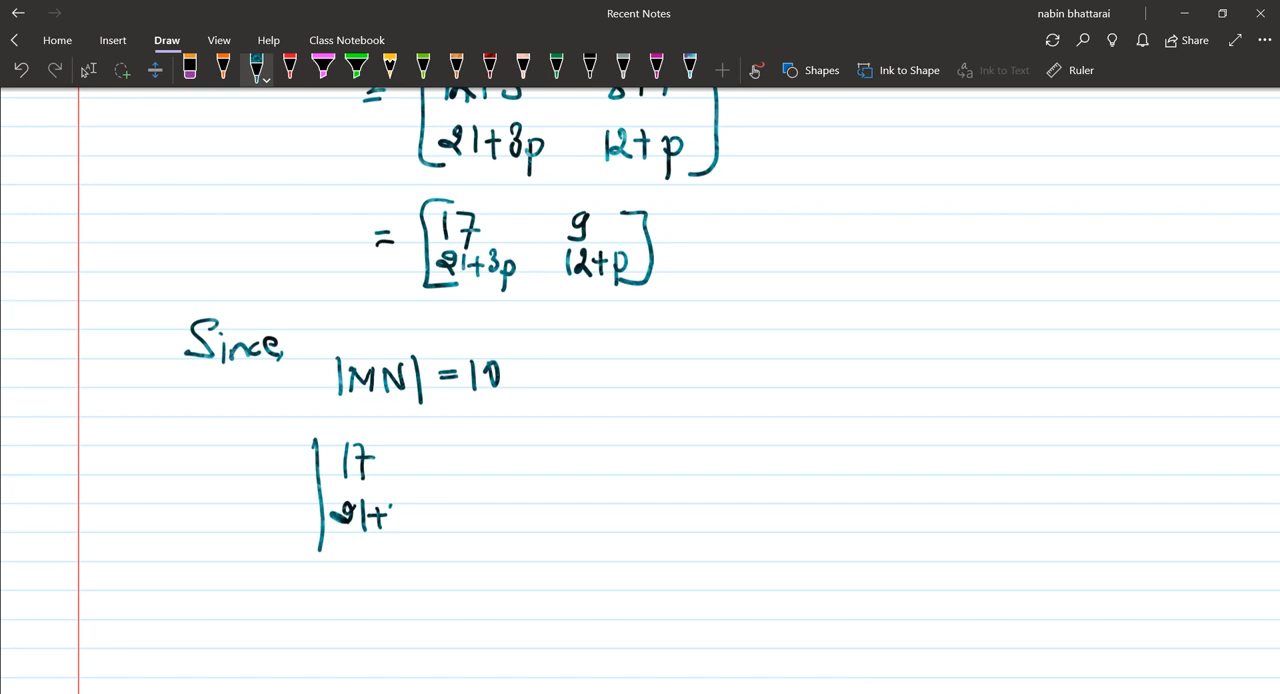 Recent Notes
nabin bhattarai
Home Insert Draw View Help Class Notebook
Share
Shapes Ink to Shape Ink to Text Ruler
=
21+3p 12+p
= 17 9
21+3p 12+p
Since,
|MN| = 10
17
21+